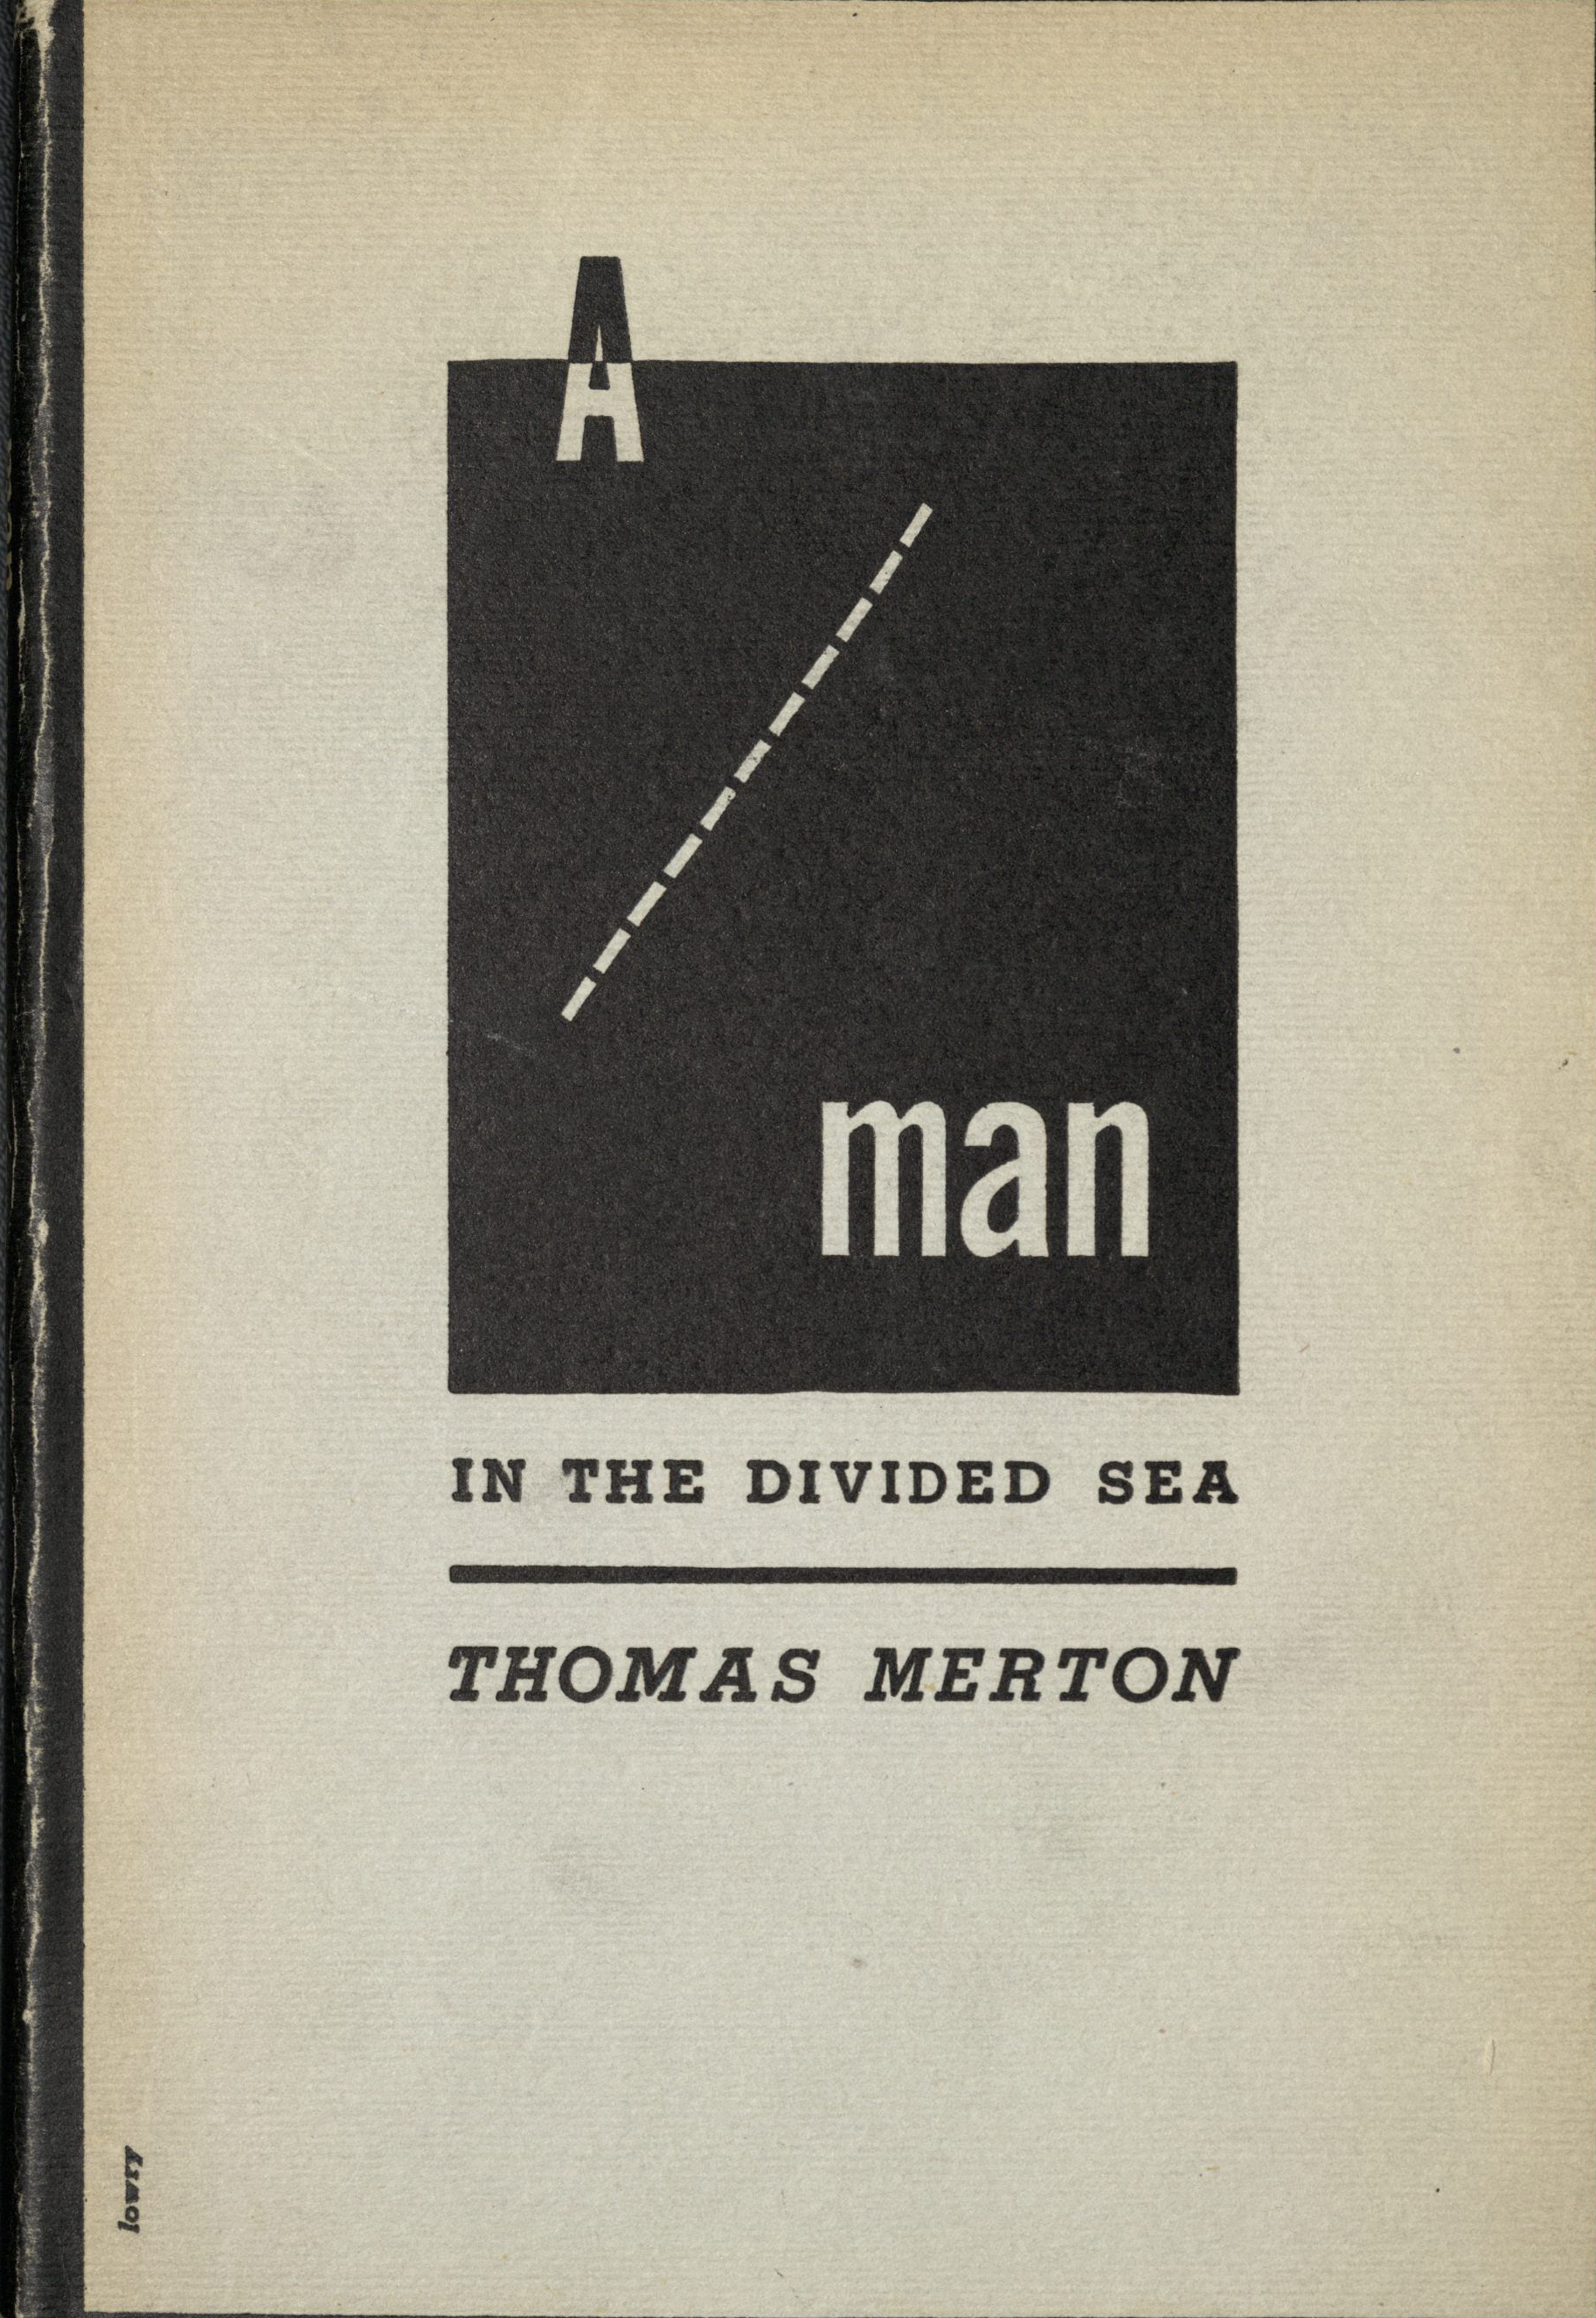 A
man
IN THE DIVIDED SEA
THOMAS MERTON
lowry